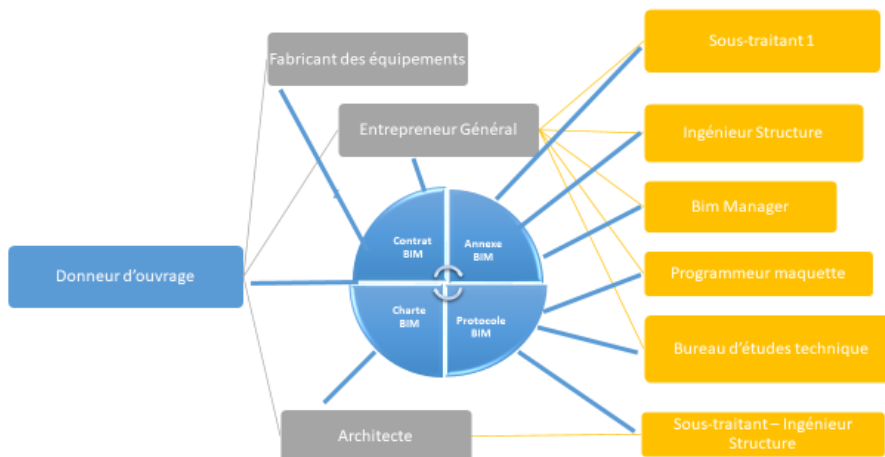 Sous-traitant 1
Fabricant des équipements
Entrepreneur Général
Ingénieur Structure
Bim Manager
Contrat
BIM
Annexe
BIM
Donneur d'ouvrage
Programmeur maquette
Charte
BIM
Protocole
BIM
Bureau d'études technique
Architecte
Sous-traitant – Ingénieur
Structure